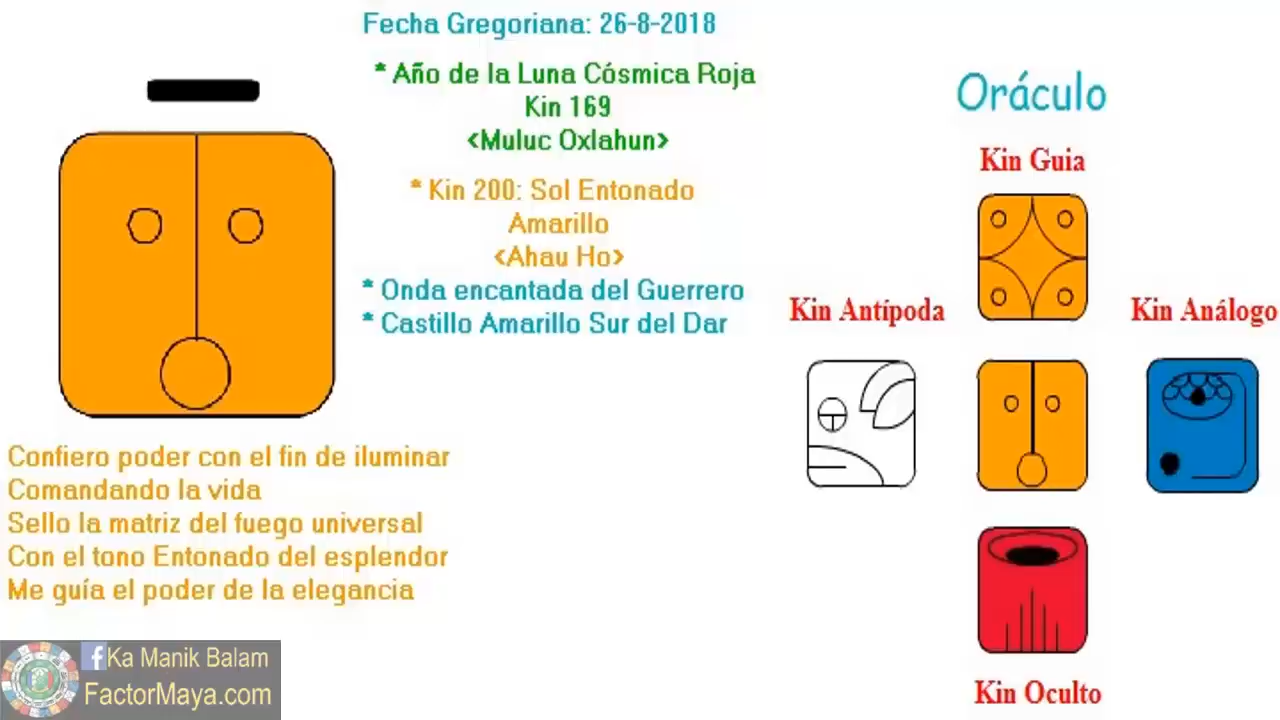 Fecha Gregoriana: 26-8-2018
* Año de la Luna Cósmica Roja
Kin 169
<Muluc Oxlahun>
* Kin 200: Sol Entonado
Amarillo
<Ahau Ho>
* Onda encantada del Guerrero
* Castillo Amarillo Sur del Dar
Confiero poder con el fin de iluminar
Comandando la vida
Sello la matriz del fuego universal
Con el tono Entonado del esplendor
Me guía el poder de la elegancia
Oráculo
Kin Guia
Kin Antípoda
Kin Análogo
Kin Oculto
f Ka Manik Balam
FactorMaya.com